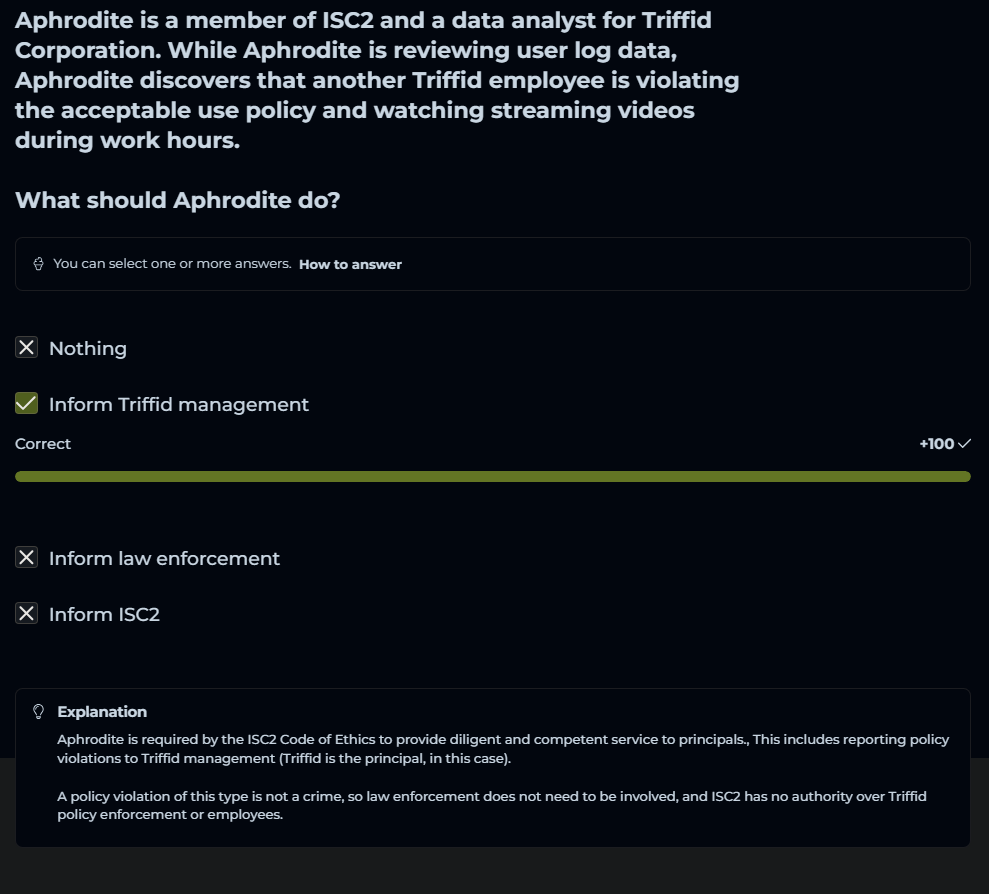 Aphrodite is a member of ISC2 and a data analyst for Triffid
Corporation. While Aphrodite is reviewing user log data,
Aphrodite discovers that another Triffid employee is violating
the acceptable use policy and watching streaming videos
during work hours.
What should Aphrodite do?
You can select one or more answers. How to answer
Nothing
Inform Triffid management
Correct +100
Inform law enforcement
Inform ISC2
Explanation
Aphrodite is required by the ISC2 Code of Ethics to provide diligent and competent service to principals., This includes reporting policy
violations to Triffid management (Triffid is the principal, in this case).
A policy violation of this type is not a crime, so law enforcement does not need to be involved, and ISC2 has no authority over Triffid
policy enforcement or employees.